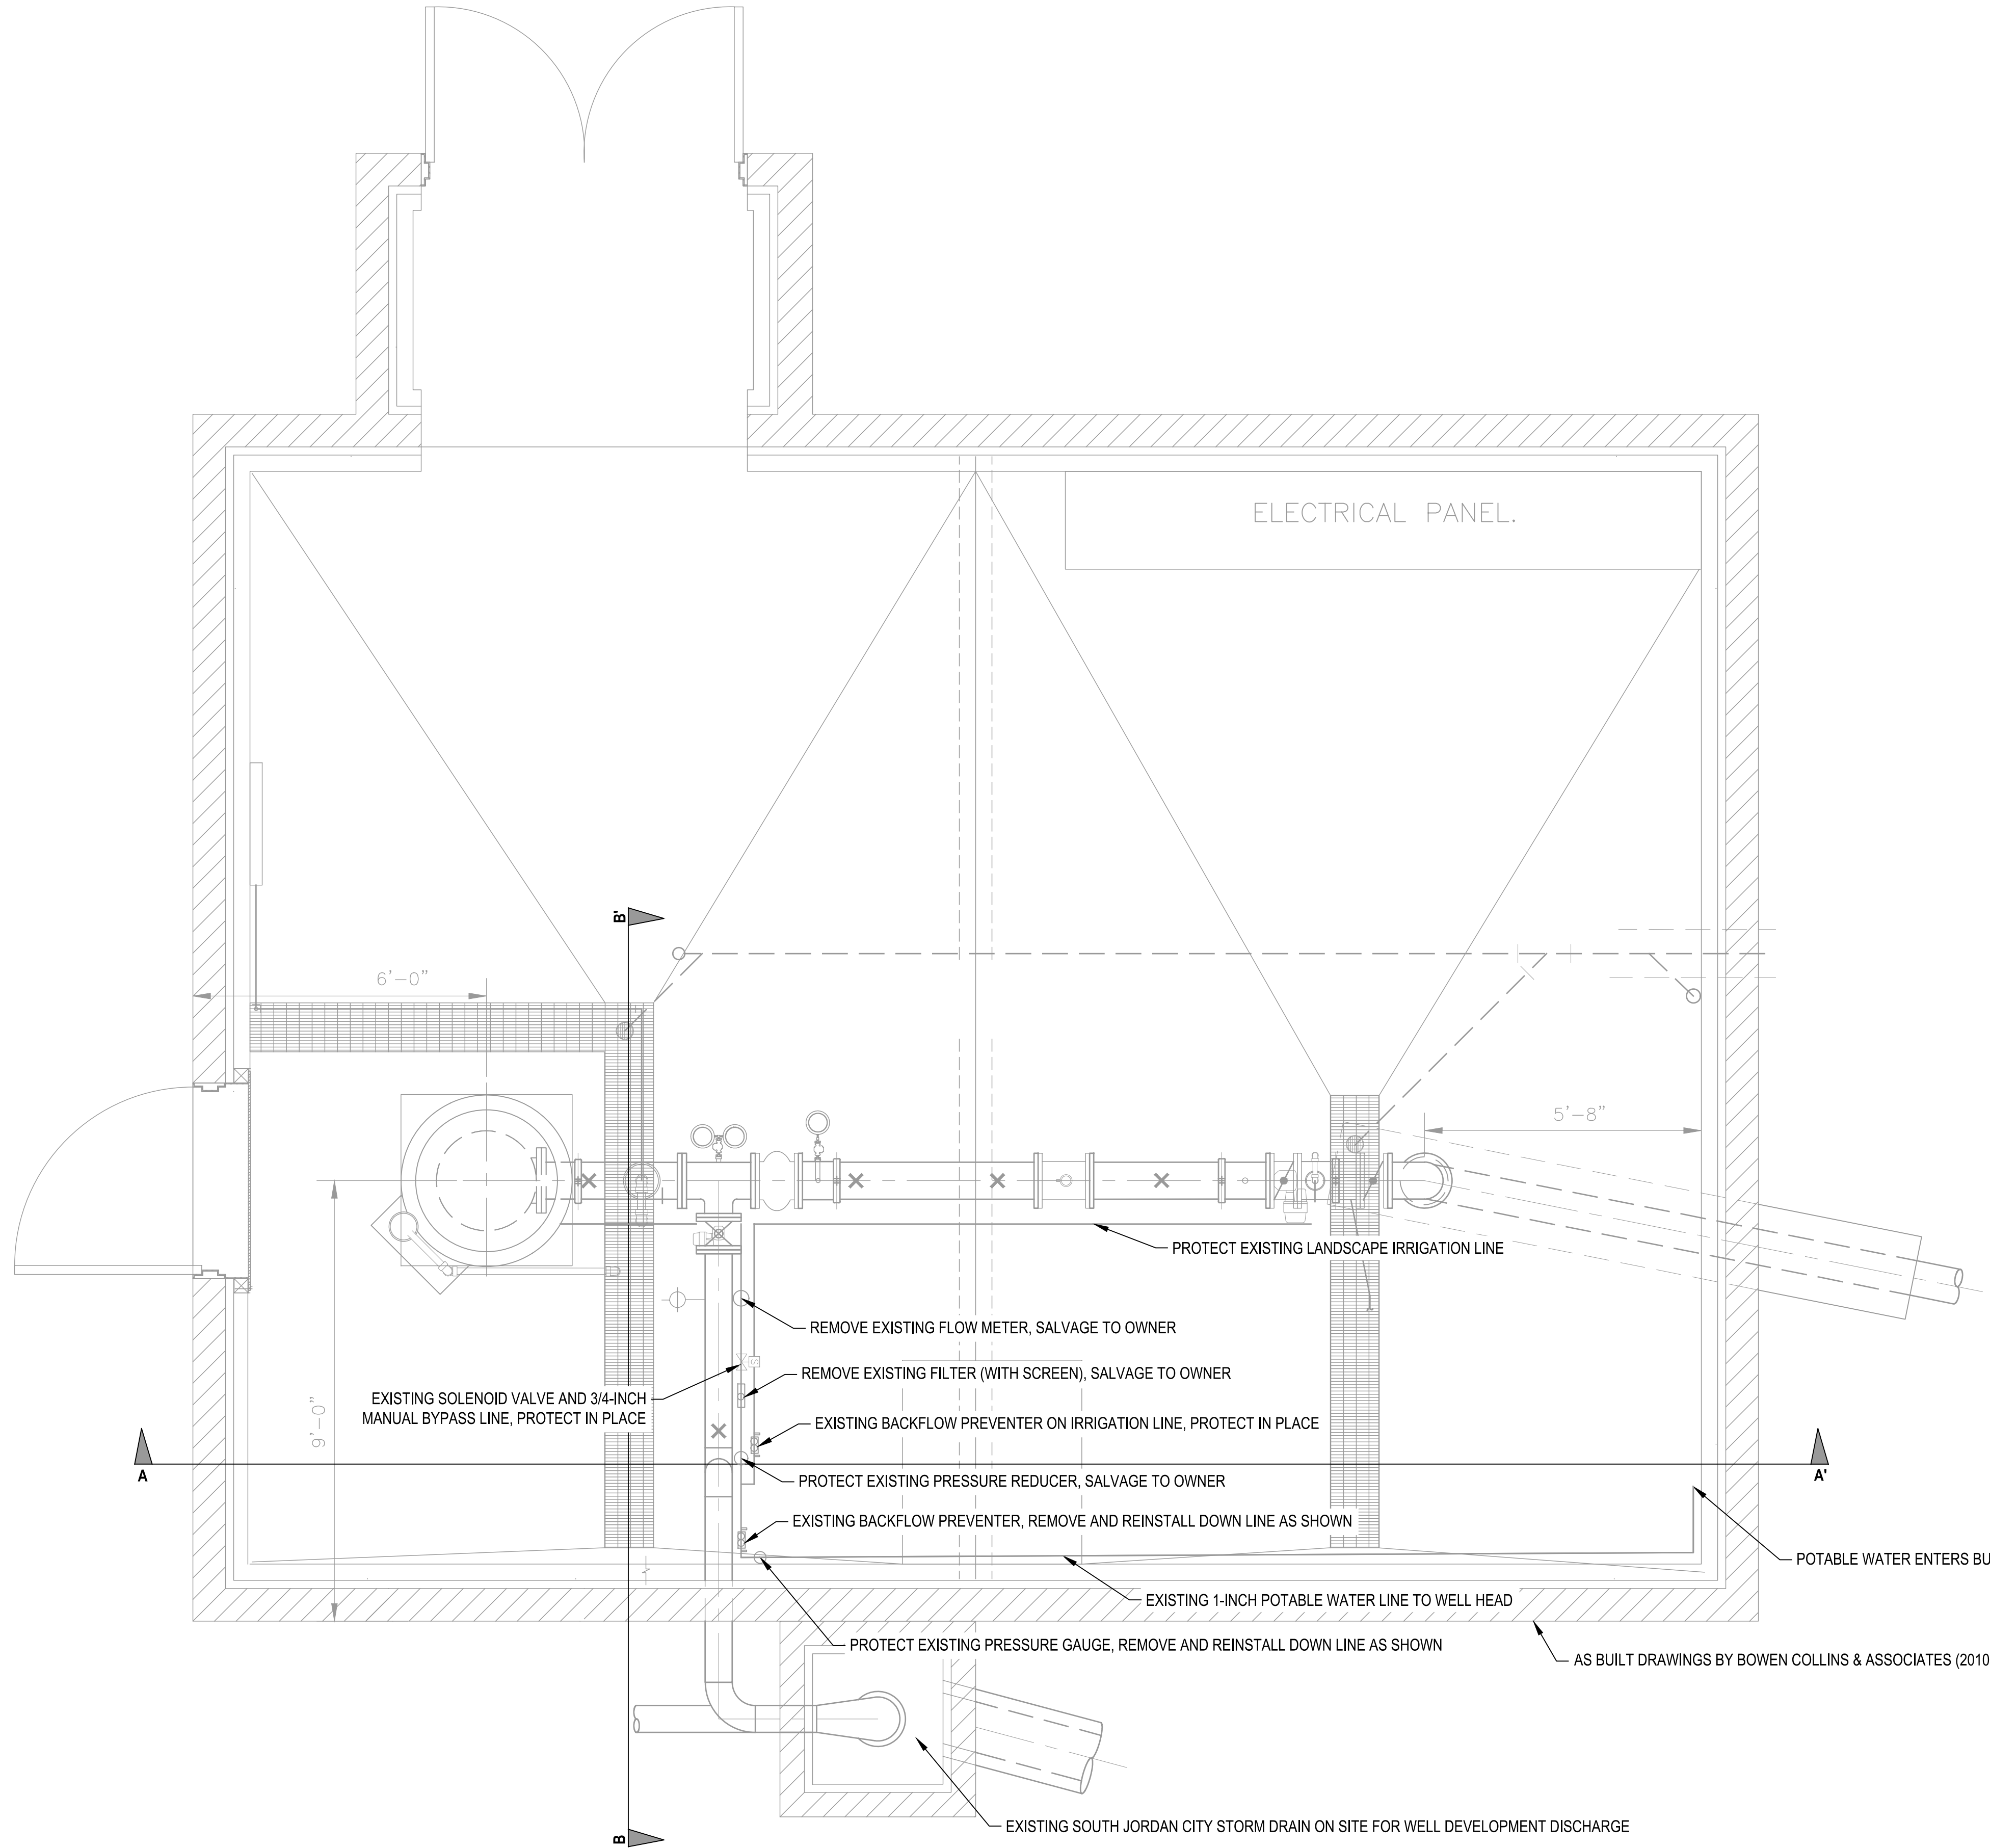 ELECTRICAL PANEL.
B'
6'-0"
5'-8"
PROTECT EXISTING LANDSCAPE IRRIGATION LINE
REMOVE EXISTING FLOW METER, SALVAGE TO OWNER
S
REMOVE EXISTING FILTER (WITH SCREEN), SALVAGE TO OWNER
EXISTING SOLENOID VALVE AND 3/4-INCH
MANUAL BYPASS LINE, PROTECT IN PLACE
9'-0"
EXISTING BACKFLOW PREVENTER ON IRRIGATION LINE, PROTECT IN PLACE
A
A'
PROTECT EXISTING PRESSURE REDUCER, SALVAGE TO OWNER
EXISTING BACKFLOW PREVENTER, REMOVE AND REINSTALL DOWN LINE AS SHOWN
POTABLE WATER ENTERS BU
EXISTING 1-INCH POTABLE WATER LINE TO WELL HEAD
PROTECT EXISTING PRESSURE GAUGE, REMOVE AND REINSTALL DOWN LINE AS SHOWN
AS BUILT DRAWINGS BY BOWEN COLLINS & ASSOCIATES (2010
EXISTING SOUTH JORDAN CITY STORM DRAIN ON SITE FOR WELL DEVELOPMENT DISCHARGE
B